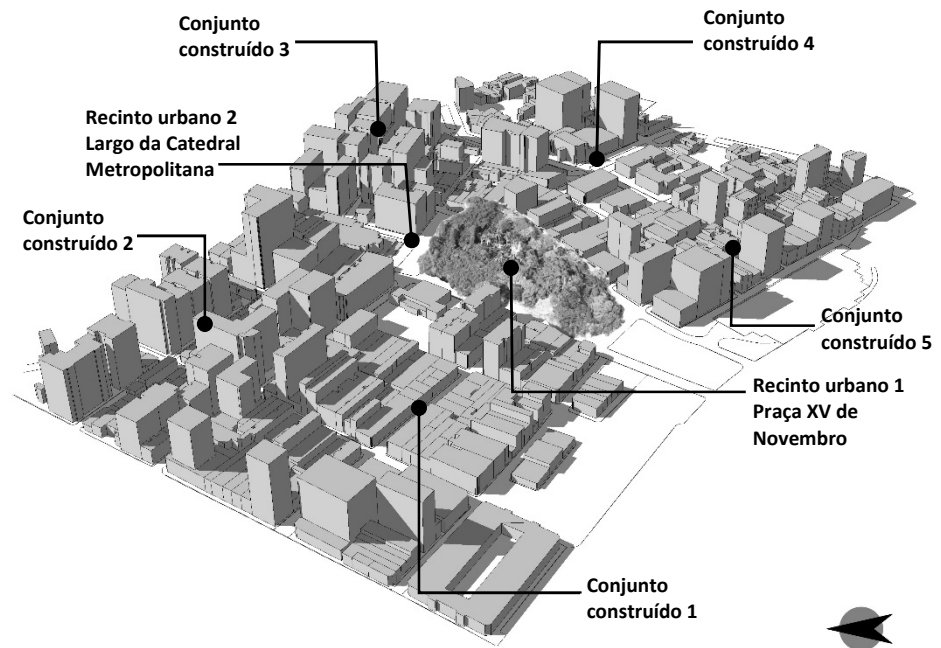 Conjunto
construído 3
Conjunto
construído 4
Recinto urbano 2
Largo da Catedral
Metropolitana
Conjunto
construído 2
Conjunto
construído 5
Recinto urbano 1
Praça XV de
Novembro
Conjunto
construído 1